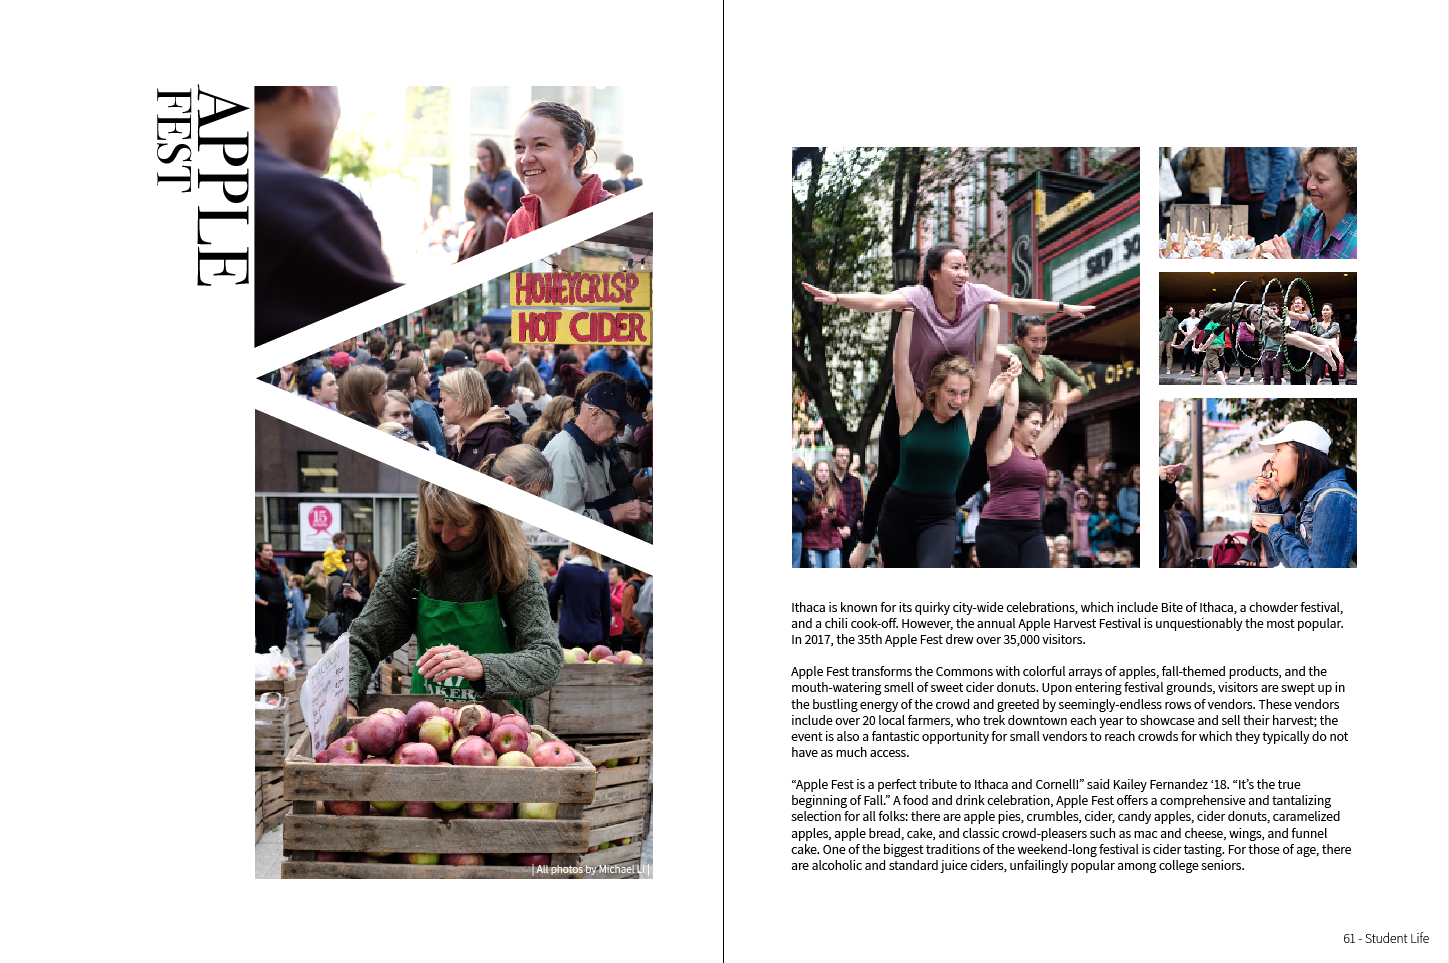 APPLE
FEST
HONEYCRISP
HOT CIDER
15
| All photos by Michael Li |
SEP 30
Ithaca is known for its quirky city-wide celebrations, which include Bite of Ithaca, a chowder festival,
and a chili cook-off. However, the annual Apple Harvest Festival is unquestionably the most popular.
In 2017, the 35th Apple Fest drew over 35,000 visitors.
Apple Fest transforms the Commons with colorful arrays of apples, fall-themed products, and the
mouth-watering smell of sweet cider donuts. Upon entering festival grounds, visitors are swept up in
the bustling energy of the crowd and greeted by seemingly-endless rows of vendors. These vendors
include over 20 local farmers, who trek downtown each year to showcase and sell their harvest; the
event is also a fantastic opportunity for small vendors to reach crowds for which they typically do not
have as much access.
“Apple Fest is a perfect tribute to Ithaca and Cornell!” said Kailey Fernandez ‘18. “It’s the true
beginning of Fall.” A food and drink celebration, Apple Fest offers a comprehensive and tantalizing
selection for all folks: there are apple pies, crumbles, cider, candy apples, cider donuts, caramelized
apples, apple bread, cake, and classic crowd-pleasers such as mac and cheese, wings, and funnel
cake. One of the biggest traditions of the weekend-long festival is cider tasting. For those of age, there
are alcoholic and standard juice ciders, unfailingly popular among college seniors.
61 - Student Life